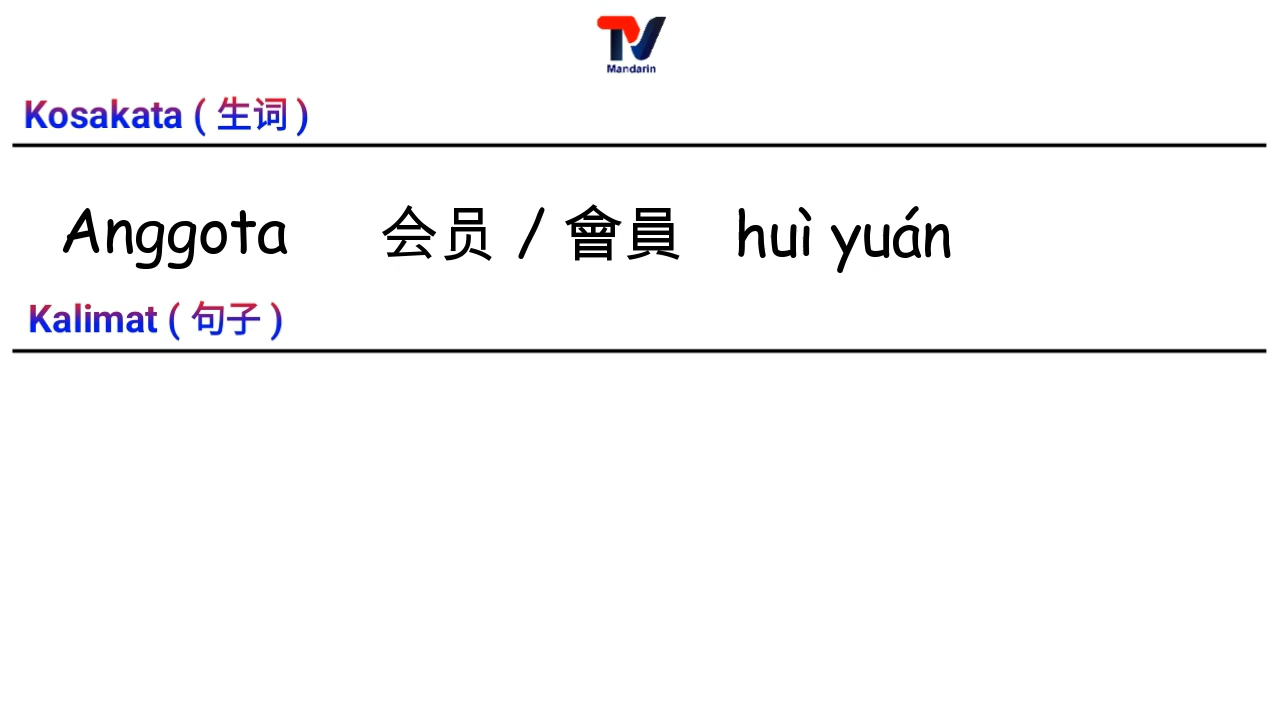 TV
Mandarin
Kosakata ( 生词 )
Anggota 会员 / 會員 huì yuán
Kalimat ( 句子 )